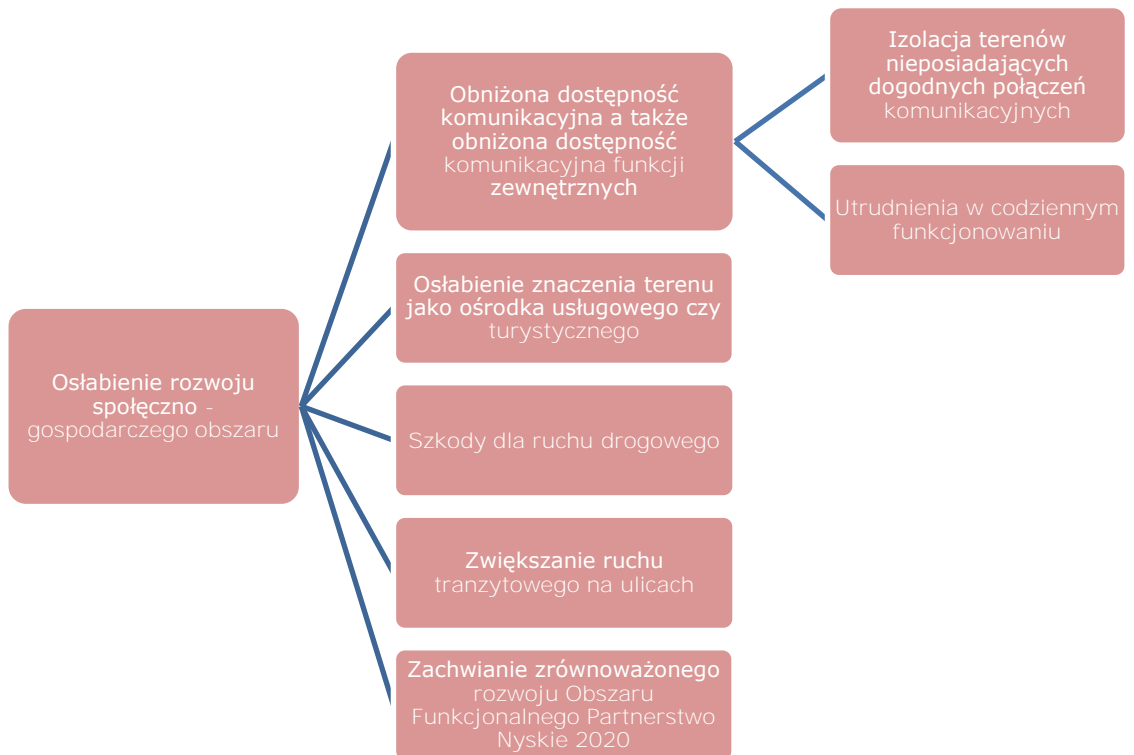 Osłabienie rozwoju
społęczno -
gospodarczego obszaru
Obniżona dostępność
komunikacyjna a także
obniżona dostępność
komunikacyjna funkcji
zewnętrznych
Izolacja terenów
nieposiadających
dogodnych połączeń
komunikacyjnych
Utrudnienia w codziennym
funkcjonowaniu
Osłabienie znaczenia terenu
jako ośrodka usługowego czy
turystycznego
Szkody dla ruchu drogowego
Zwiększanie ruchu
tranzytowego na ulicach
Zachwianie zrównoważonego
rozwoju Obszaru
Funkcjonalnego Partnerstwo
Nyskie 2020